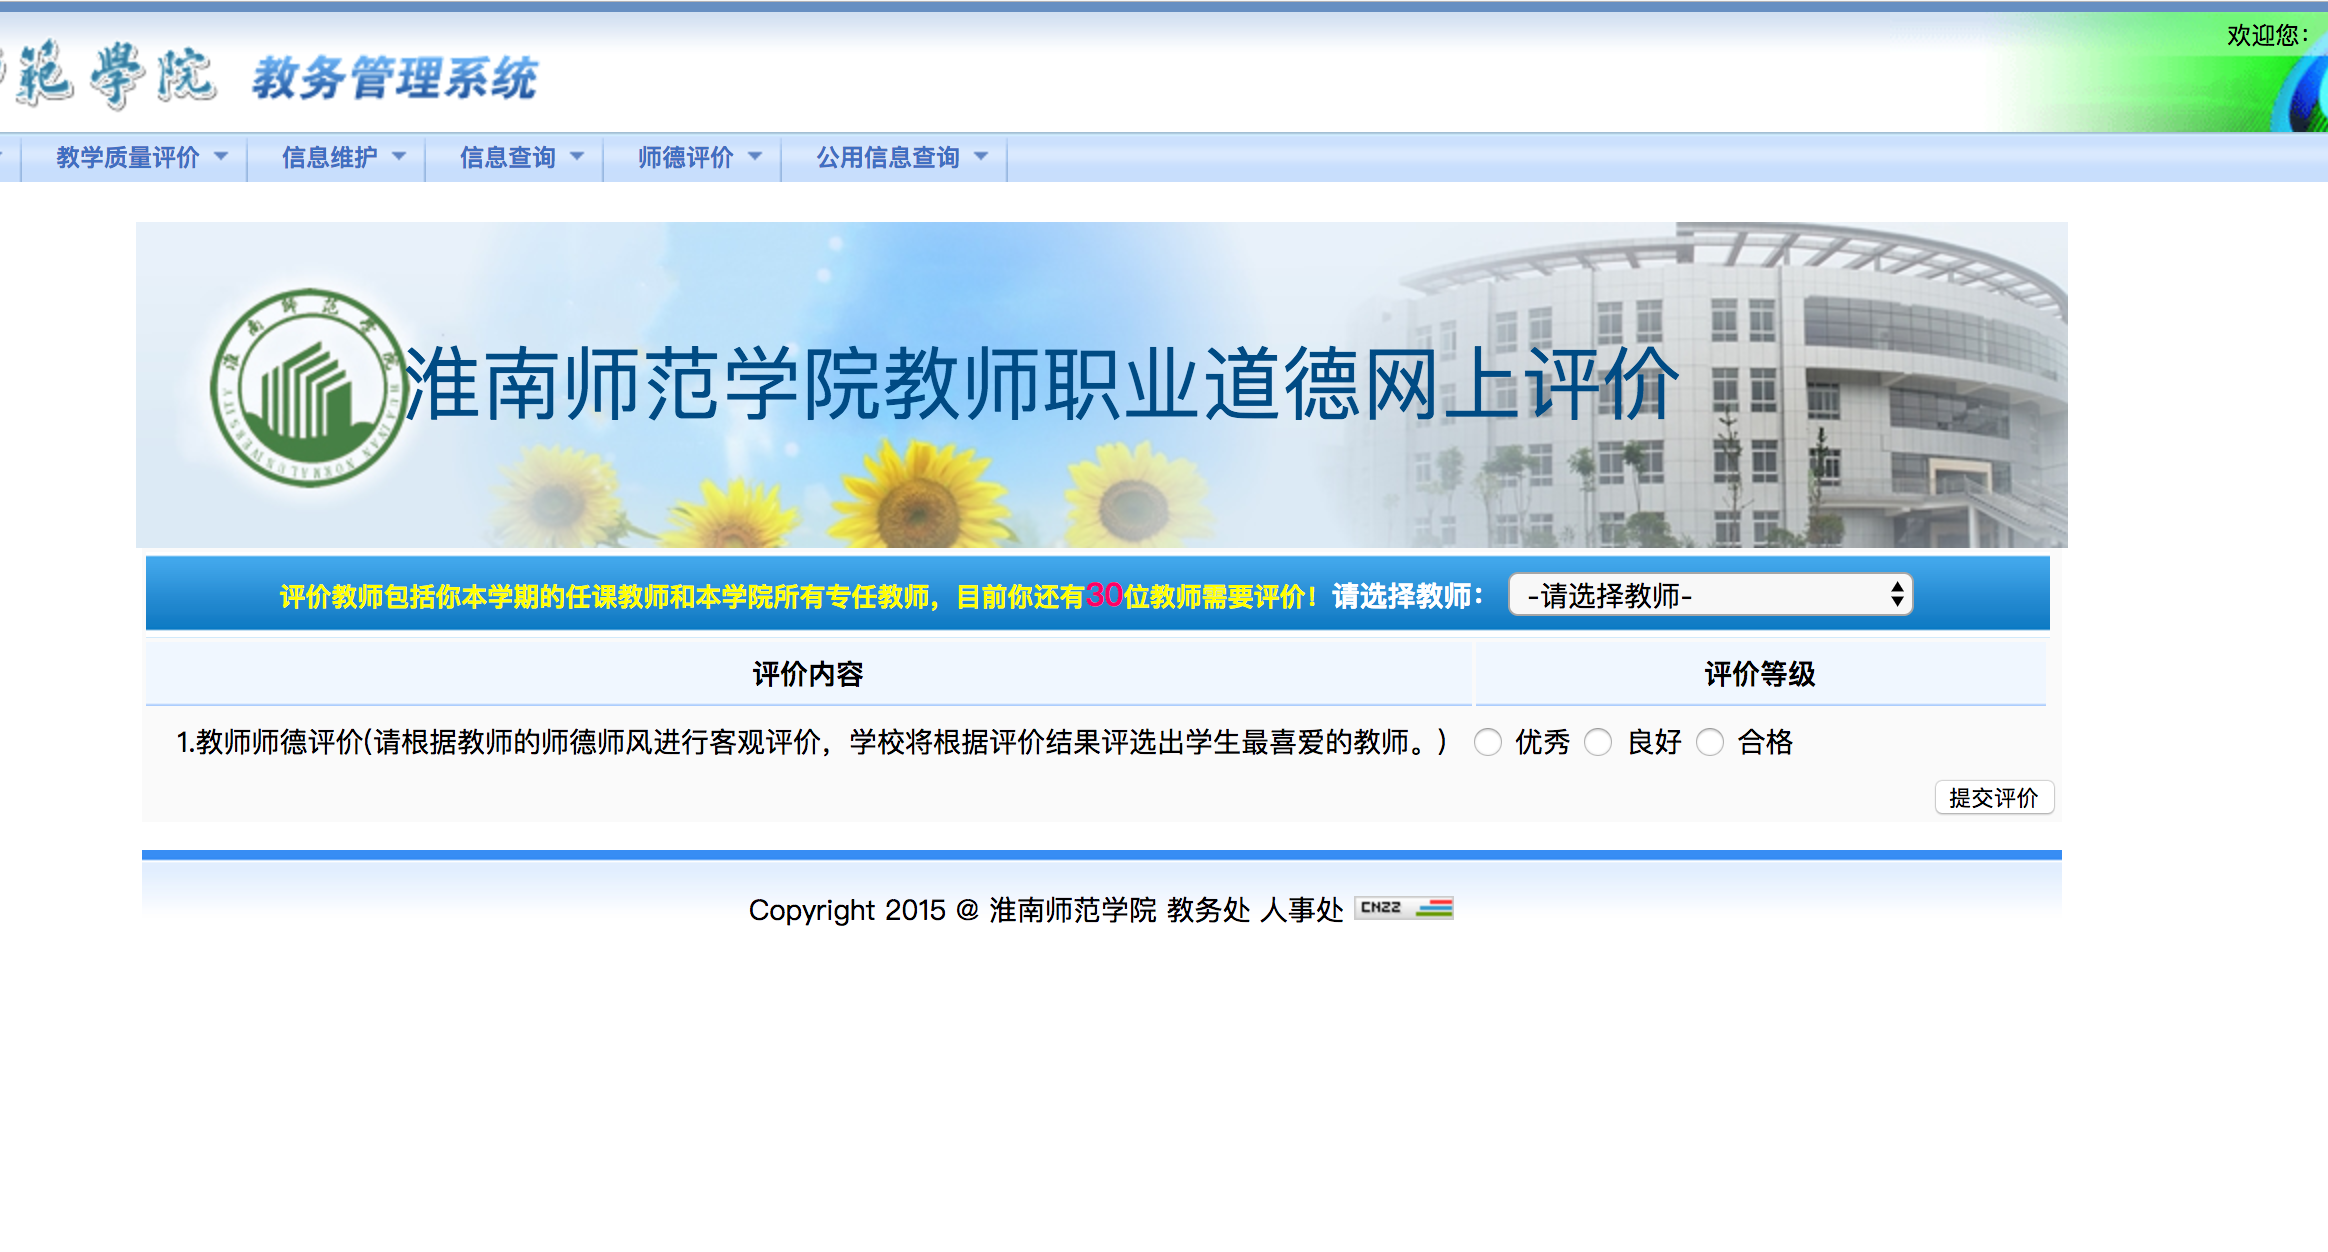 欢迎您：
範學院 教务管理系统
教学质量评价 信息维护 信息查询 师德评价 公用信息查询
淮南师范学院
HUAINAN NORMAL UNIVERSITY
淮南师范学院教师职业道德网上评价
评价教师包括你本学期的任课教师和本学院所有专任教师，目前你还有30位教师需要评价！请选择教师： -请选择教师-
评价内容 评价等级
1.教师师德评价(请根据教师的师德师风进行客观评价，学校将根据评价结果评选出学生最喜爱的教师。) 优秀 良好 合格
提交评价
Copyright 2015 @ 淮南师范学院 教务处 人事处 CNZZ